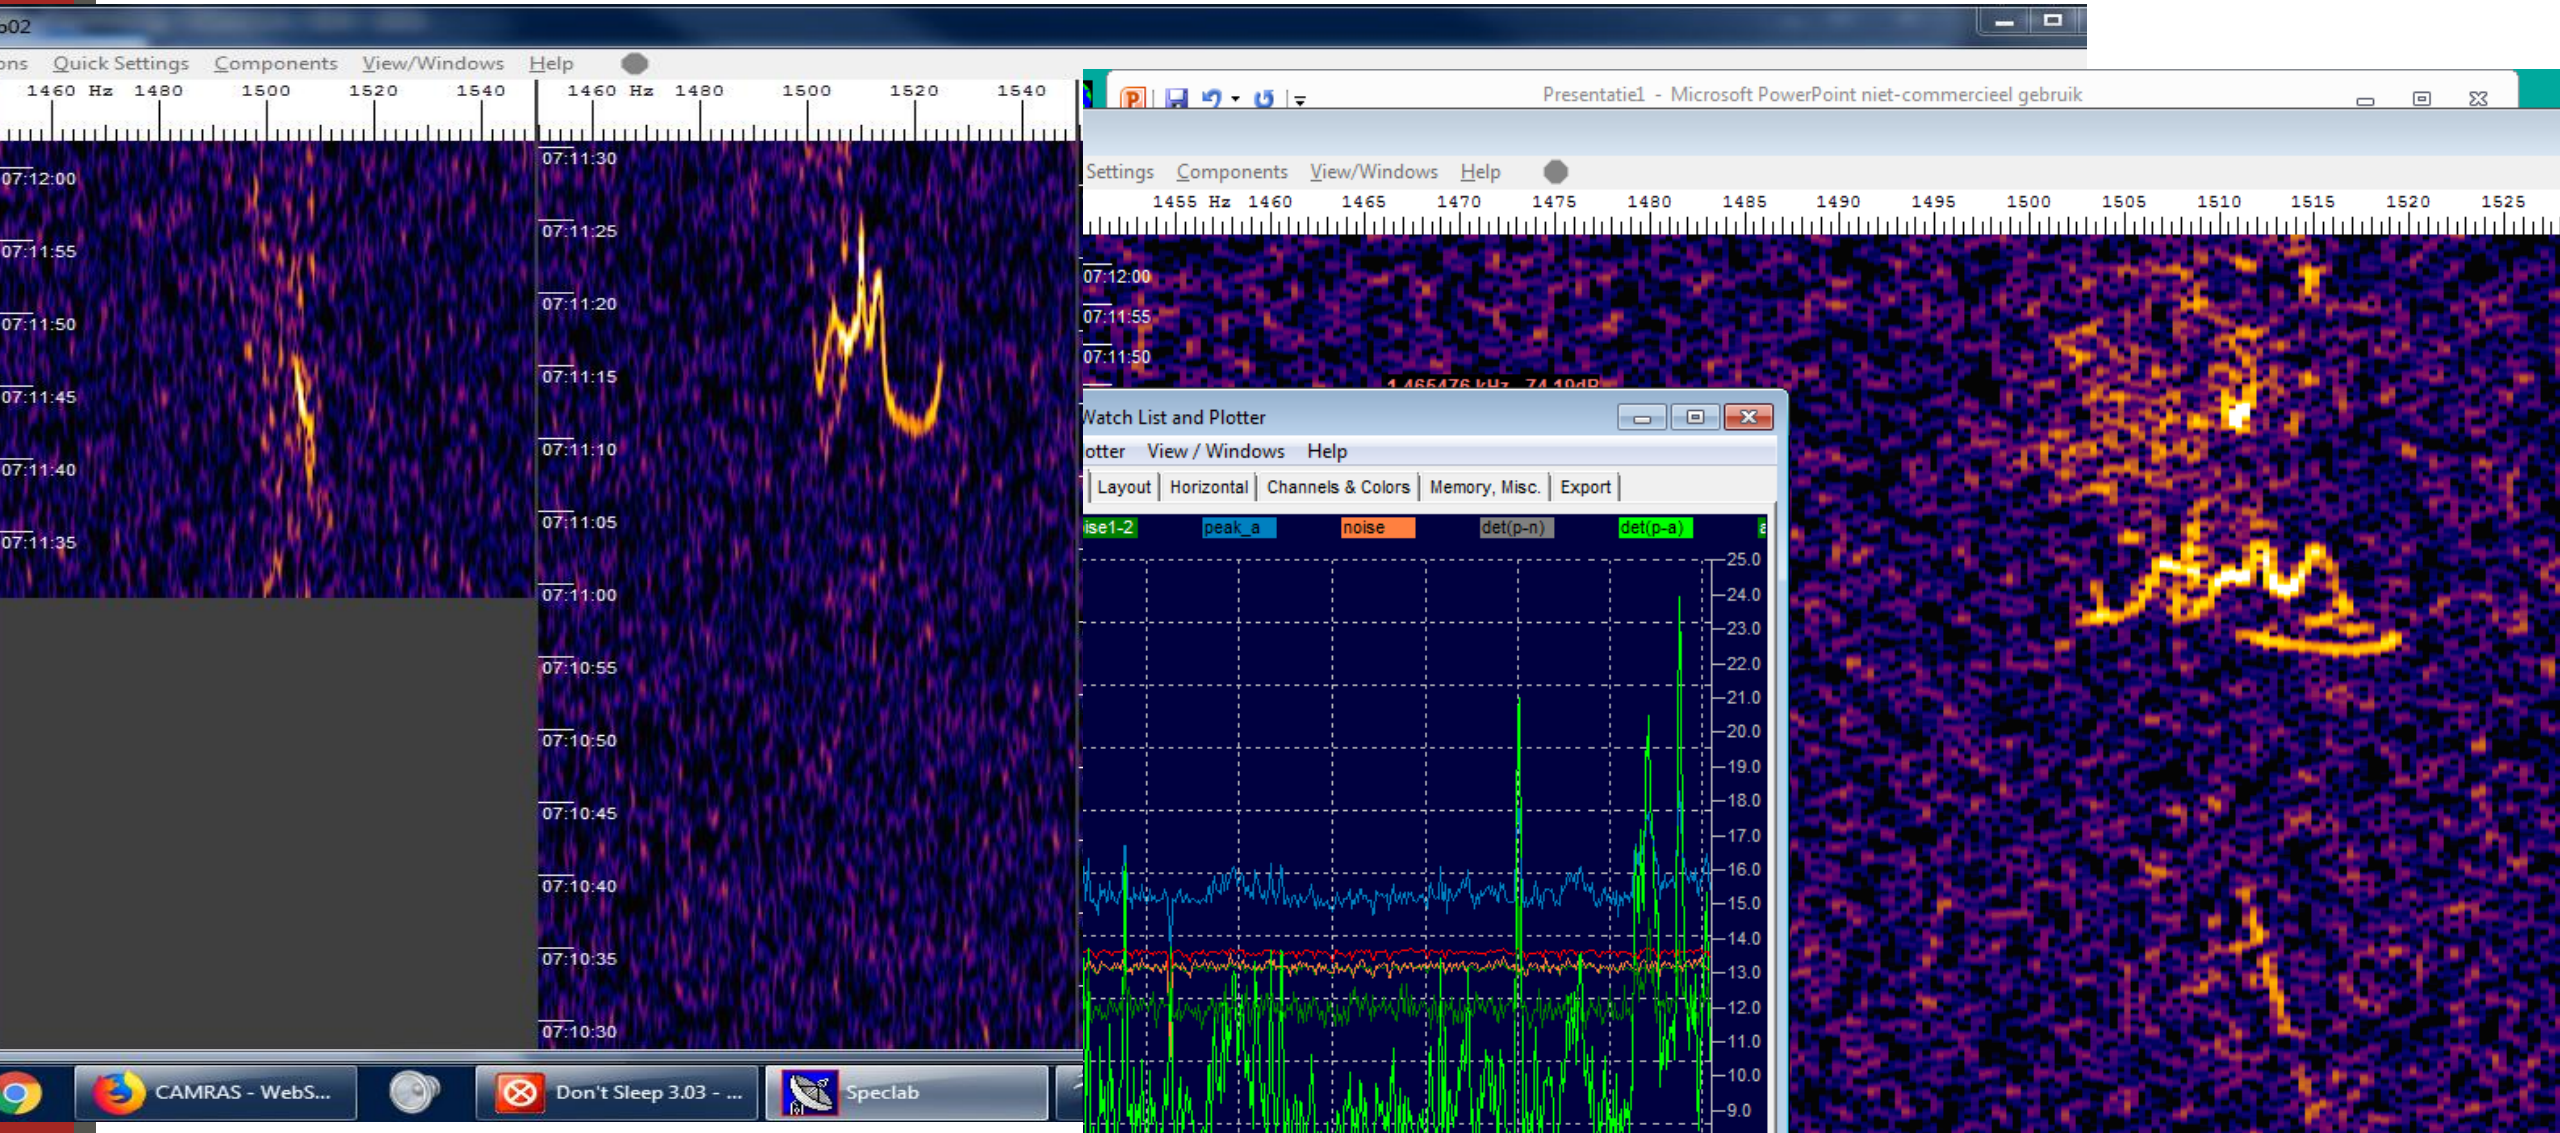 o02
ons Quick Settings Components View/Windows Help
1460 Hz 1480 1500 1520 1540
1460 Hz 1480 1500 1520 1540
07:12:00
07:11:55
07:11:50
07:11:45
07:11:40
07:11:35
07:11:30
07:11:25
07:11:20
07:11:15
07:11:10
07:11:05
07:11:00
07:10:55
07:10:50
07:10:45
07:10:40
07:10:35
07:10:30
Presentatie1 - Microsoft PowerPoint niet-commercieel gebruik
Settings Components View/Windows Help
1455 Hz 1460 1465 1470 1475 1480 1485 1490 1495 1500 1505 1510 1515 1520 1525
07:12:00
07:11:55
07:11:50
1.465476 kHz -74.19dB
Watch List and Plotter
lotter View / Windows Help
Layout Horizontal Channels & Colors Memory, Misc. Export
ise1-2 peak_a noise det(p-n) det(p-a)
25.0
24.0
23.0
22.0
21.0
20.0
19.0
18.0
17.0
16.0
15.0
14.0
13.0
12.0
11.0
10.0
9.0
CAMRAS - WebS...
Don't Sleep 3.03 - ...
Speclab